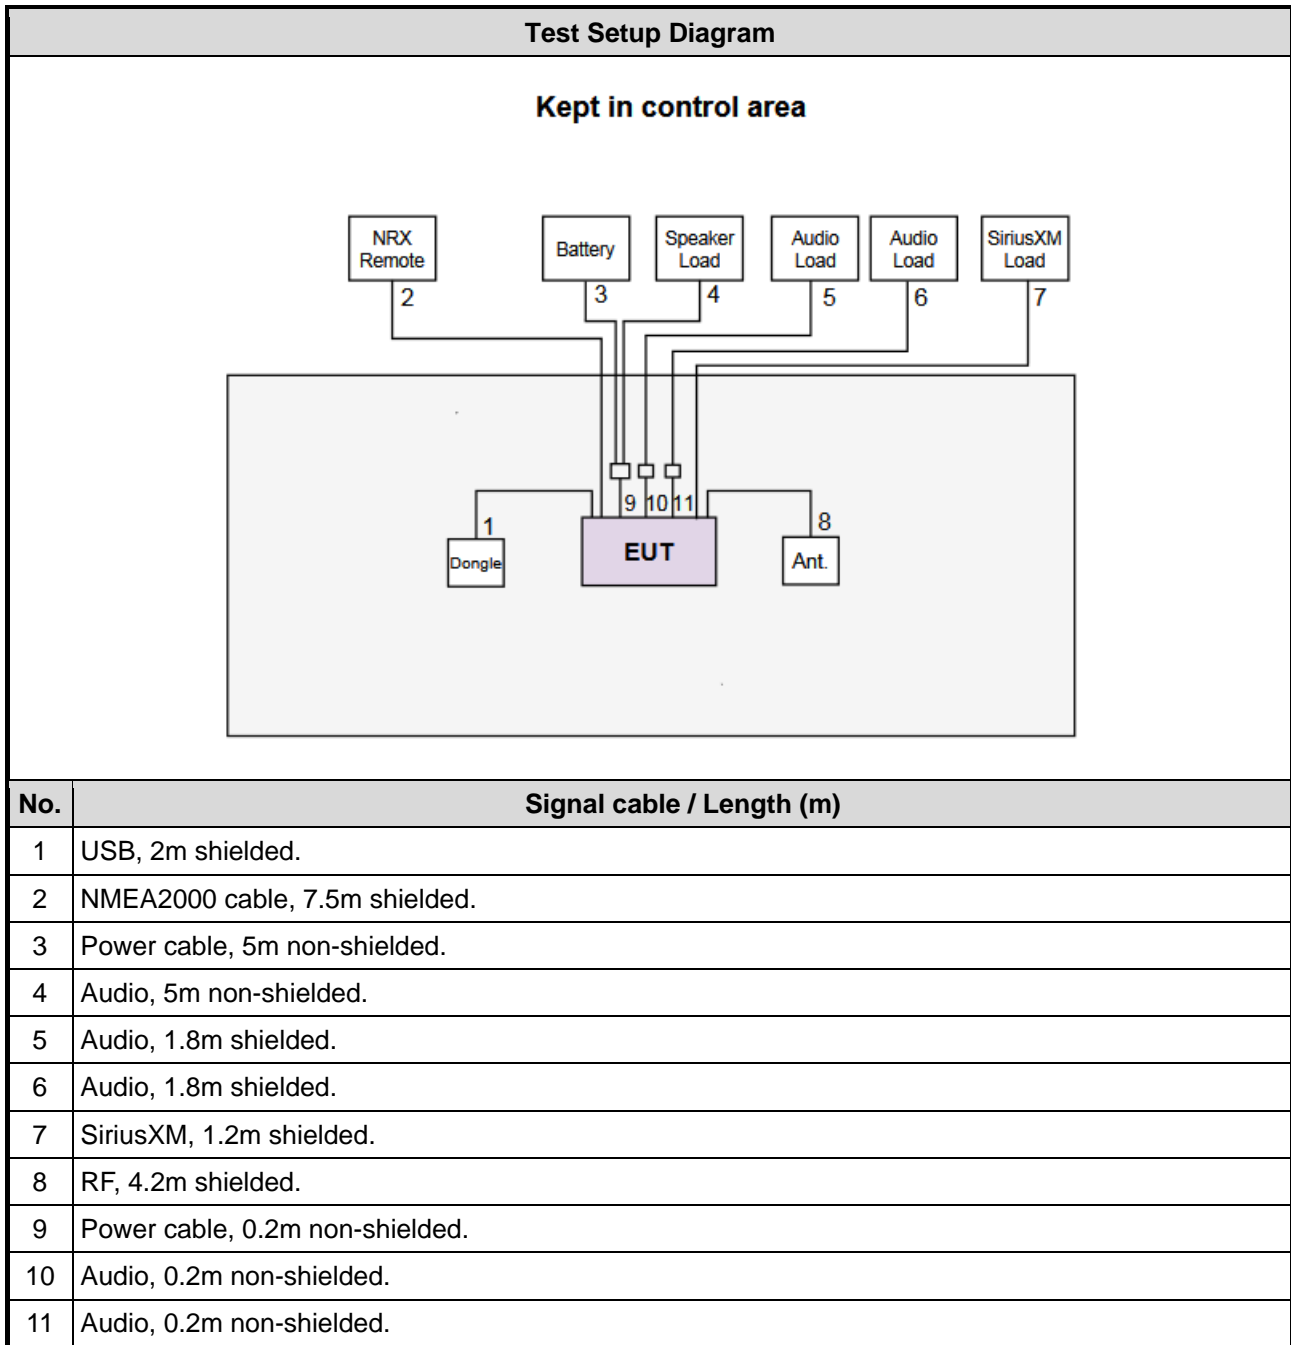 Test Setup Diagram
Kept in control area
NRX
Remote
Battery
Speaker
Load
Audio
Load
Audio
Load
SiriusXM
Load
2
3
4
5
6
7
9
10
11
1
8
Dongle
EUT
Ant.
No. Signal cable / Length (m)
1 USB, 2m shielded.
2 NMEA2000 cable, 7.5m shielded.
3 Power cable, 5m non-shielded.
4 Audio, 5m non-shielded.
5 Audio, 1.8m shielded.
6 Audio, 1.8m shielded.
7 SiriusXM, 1.2m shielded.
8 RF, 4.2m shielded.
9 Power cable, 0.2m non-shielded.
10 Audio, 0.2m non-shielded.
11 Audio, 0.2m non-shielded.